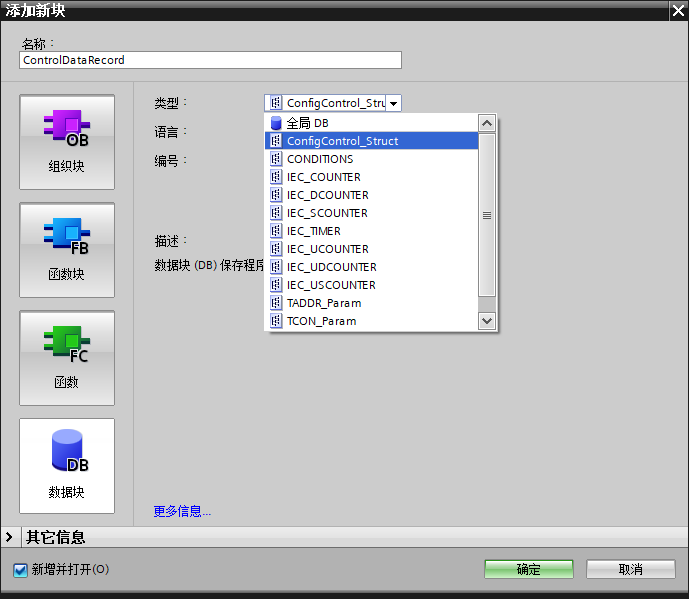 添加新块
名称：
ControlDataRecord
OB
组织块
FB
函数块
FC
函数
DB
数据块
类型：
ConfigControl_Stru
语言：
编号：
描述：
数据块 (DB) 保存程序
全局 DB
ConfigControl_Struct
CONDITIONS
IEC_COUNTER
IEC_DCOUNTER
IEC_SCOUNTER
IEC_TIMER
IEC_UCOUNTER
IEC_UDCOUNTER
IEC_USCOUNTER
TADDR_Param
TCON_Param
更多信息...
其它信息
新增并打开(O)
确定
取消